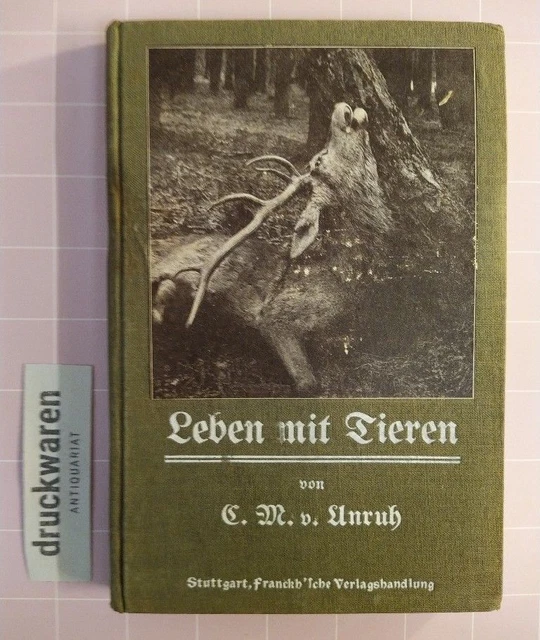 Leben mit Tieren
von
C. M. v. Unruh
Stuttgart, Franckh'sche Verlagshandlung
druckwaren
ANTIQUARIAT